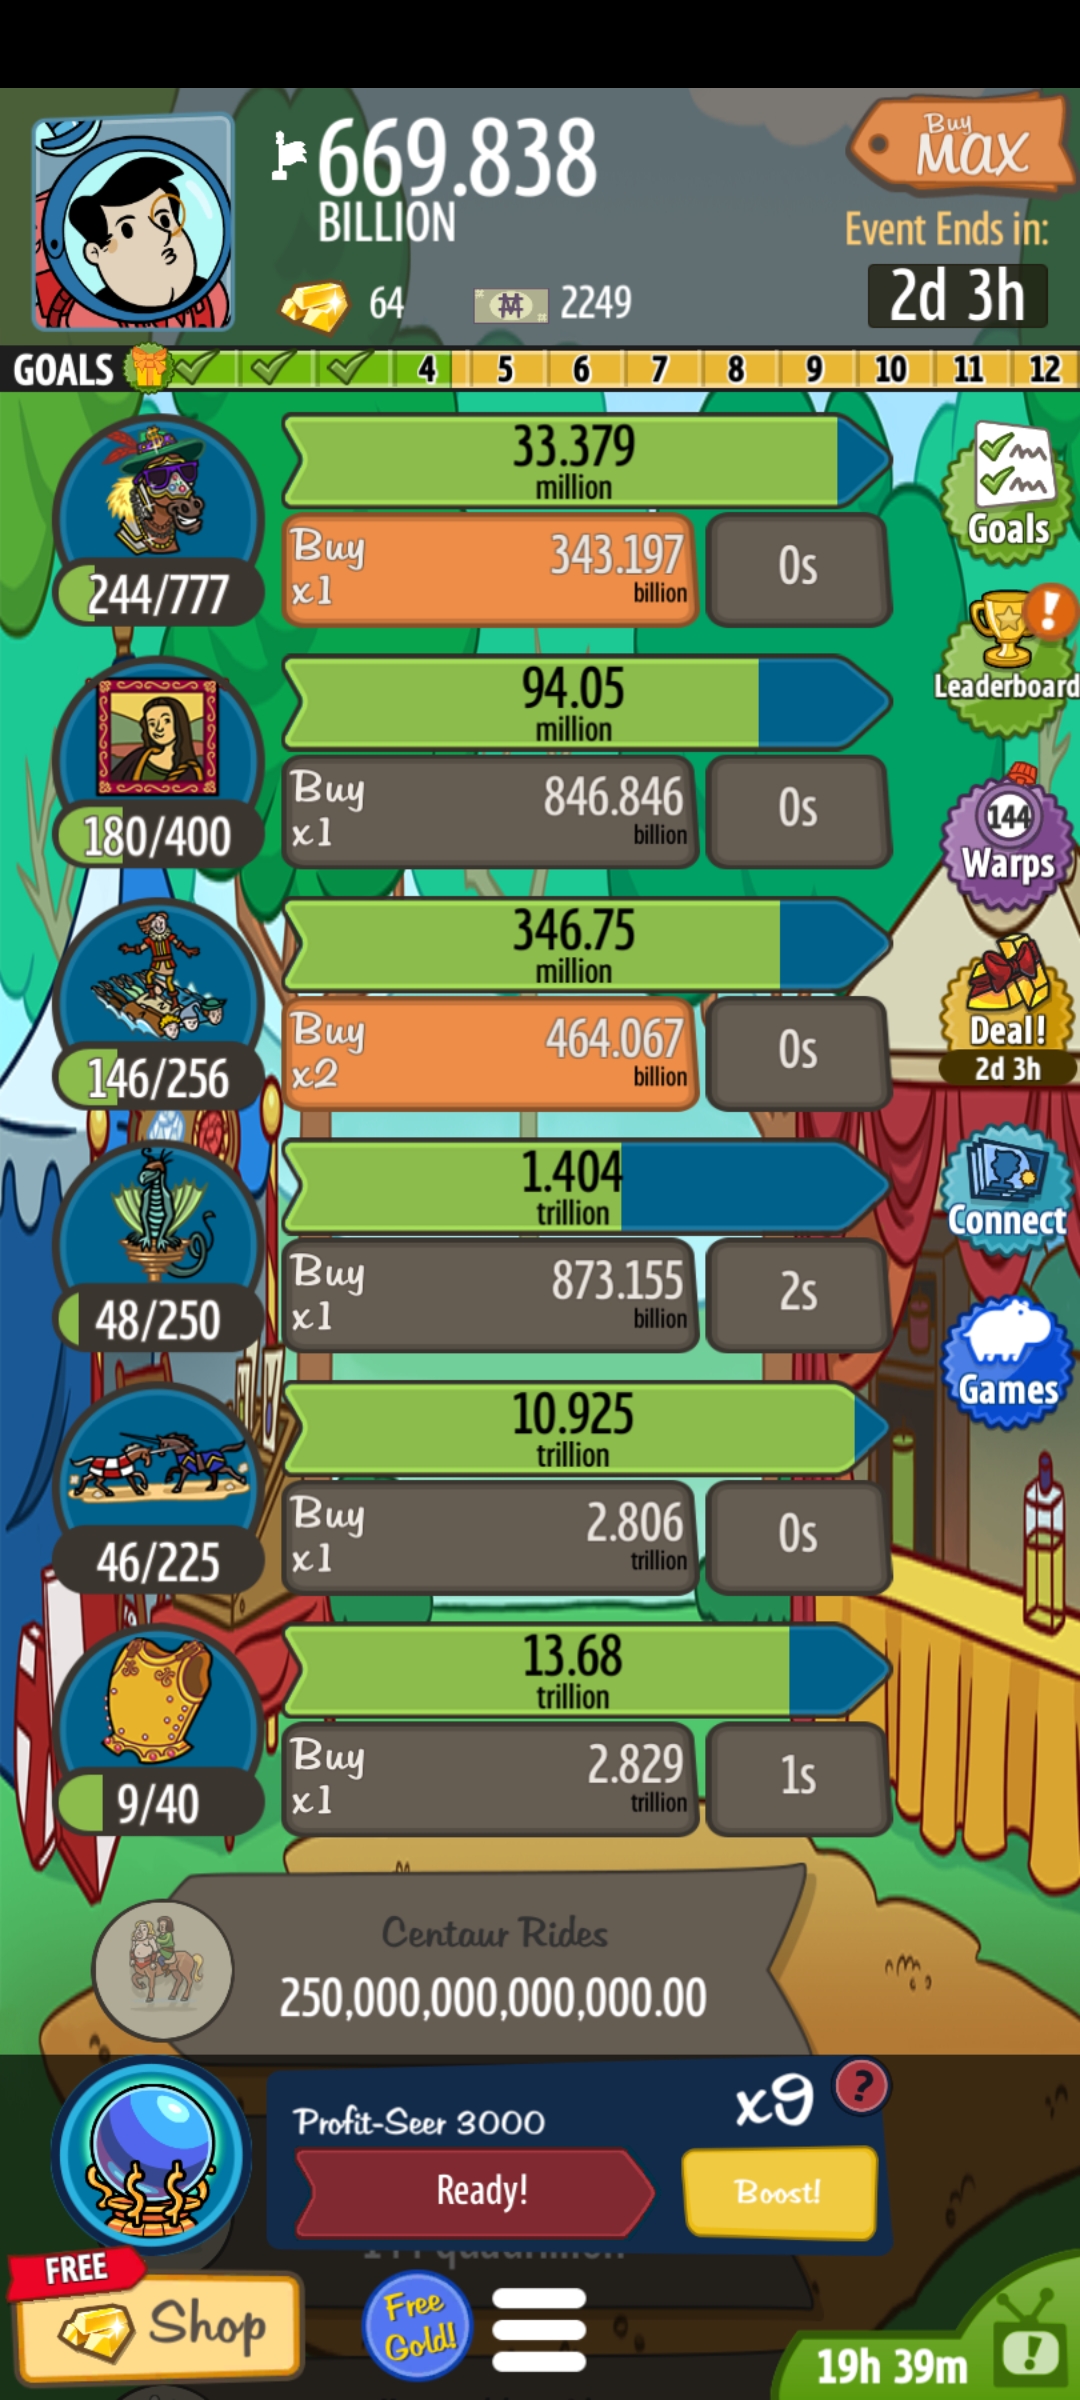 669.838
BILLION
64
2249
Buy
MAX
Event Ends in:
2d 3h
GOALS 4 5 6 7 8 9 10 11 12
33.379
million
Buy
x1
343.197
billion
0s
244/777
Goals
Leaderboard
94.05
million
Buy
x1
846.846
billion
0s
180/400
144
Warps
346.75
million
Buy
x2
464.067
billion
0s
146/256
Deal!
2d 3h
1.404
trillion
Buy
x1
873.155
billion
2s
48/250
Connect
Games
10.925
trillion
Buy
x1
2.806
trillion
0s
46/225
13.68
trillion
Buy
x1
2.829
trillion
1s
9/40
Centaur Rides
250,000,000,000,000.00
Profit-Seer 3000
x9
?
Ready!
Boost!
FREE
Shop
Free
Gold!
19h 39m